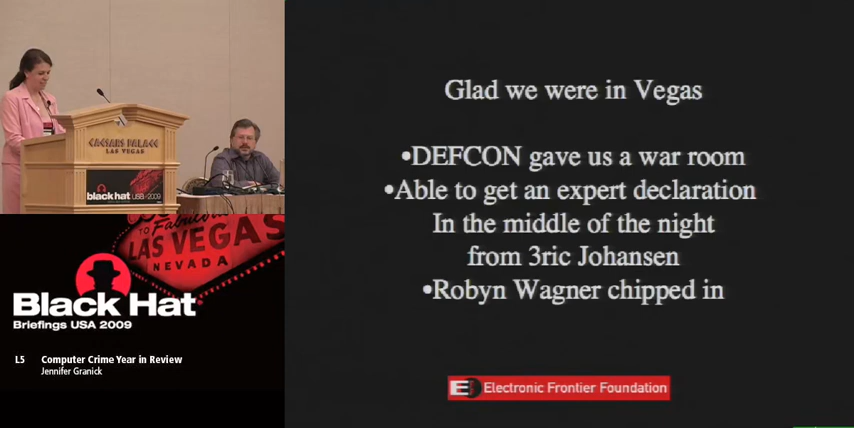 CAESARS PALACE
LAS VEGAS
black hat USA+2009
TO Fabulous
LAS VEGAS
NEVADA
Black Hat
Briefings USA 2009
L5 Computer Crime Year in Review
Jennifer Granick
Glad we were in Vegas
•DEFCON gave us a war room
•Able to get an expert declaration
In the middle of the night
from 3ric Johansen
•Robyn Wagner chipped in
EF Electronic Frontier Foundation